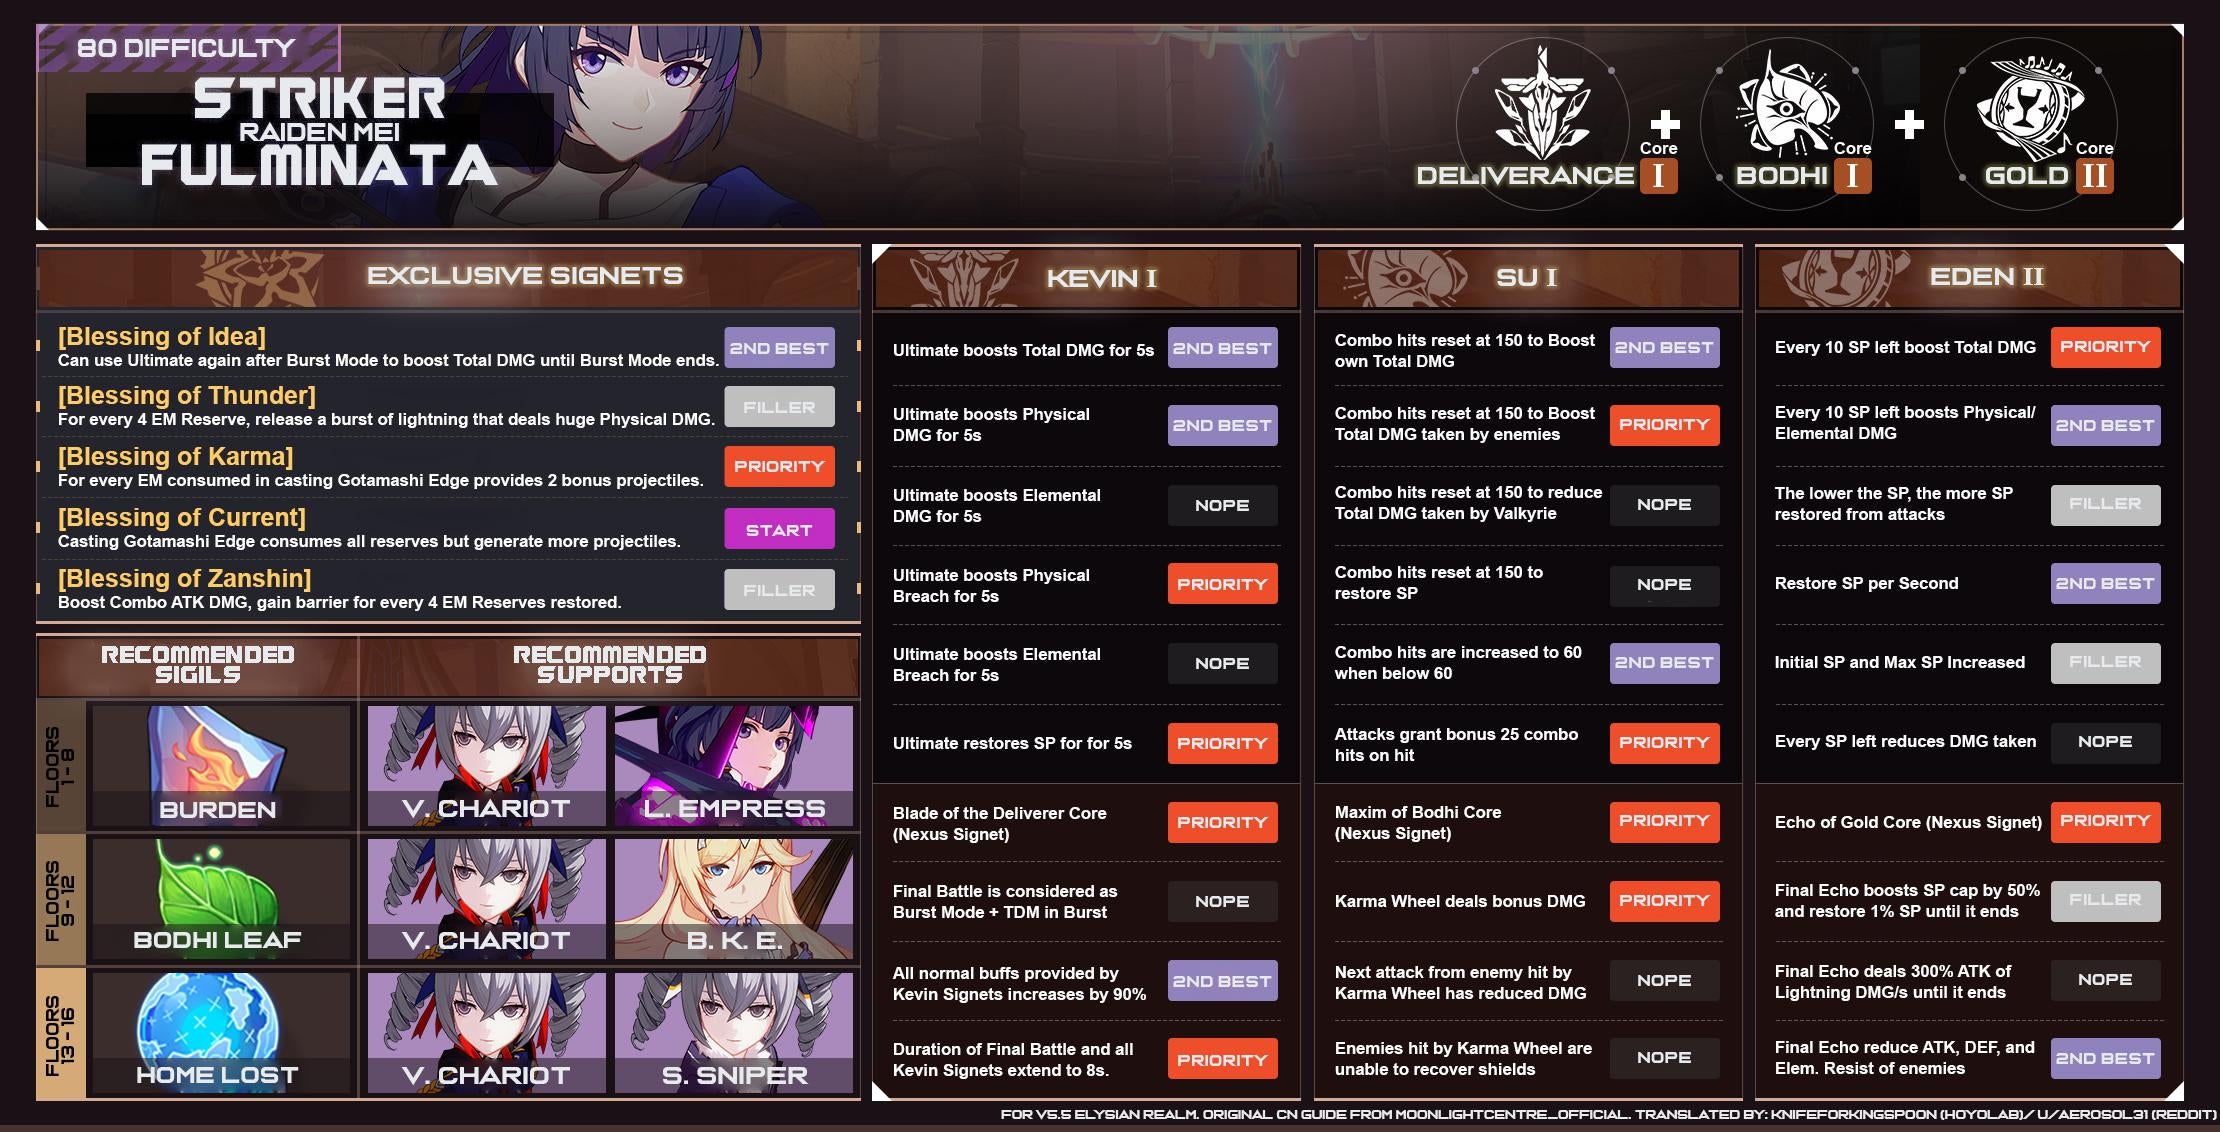 80 DIFFICULTY
STRIKER
RAIDEN MEI
FULMINATA
DELIVERANCE Core I
+
BODHI Core I
+
GOLD Core II
EXCLUSIVE SIGNETS
[Blessing of Idea]
Can use Ultimate again after Burst Mode to boost Total DMG until Burst Mode ends.
2ND BEST
[Blessing of Thunder]
For every 4 EM Reserve, release a burst of lightning that deals huge Physical DMG.
FILLER
[Blessing of Karma]
For every EM consumed in casting Gotamashi Edge provides 2 bonus projectiles.
PRIORITY
[Blessing of Current]
Casting Gotamashi Edge consumes all reserves but generate more projectiles.
START
[Blessing of Zanshin]
Boost Combo ATK DMG, gain barrier for every 4 EM Reserves restored.
FILLER
RECOMMENDED
SIGILS
RECOMMENDED
SUPPORTS
FLOORS
1 - 8
BURDEN
V. CHARIOT
L. EMPRESS
FLOORS
9 - 12
BODHI LEAF
V. CHARIOT
B. K. E.
FLOORS
13 - 16
HOME LOST
V. CHARIOT
S. SNIPER
KEVIN I
Ultimate boosts Total DMG for 5s
2ND BEST
Ultimate boosts Physical
DMG for 5s
2ND BEST
Ultimate boosts Elemental
DMG for 5s
NOPE
Ultimate boosts Physical
Breach for 5s
PRIORITY
Ultimate boosts Elemental
Breach for 5s
NOPE
Ultimate restores SP for for 5s
PRIORITY
Blade of the Deliverer Core
(Nexus Signet)
PRIORITY
Final Battle is considered as
Burst Mode + TDM in Burst
NOPE
All normal buffs provided by
Kevin Signets increases by 90%
2ND BEST
Duration of Final Battle and all
Kevin Signets extend to 8s.
PRIORITY
SU I
Combo hits reset at 150 to Boost
own Total DMG
2ND BEST
Combo hits reset at 150 to Boost
Total DMG taken by enemies
PRIORITY
Combo hits reset at 150 to reduce
Total DMG taken by Valkyrie
NOPE
Combo hits reset at 150 to
restore SP
NOPE
Combo hits are increased to 60
when below 60
2ND BEST
Attacks grant bonus 25 combo
hits on hit
PRIORITY
Maxim of Bodhi Core
(Nexus Signet)
PRIORITY
Karma Wheel deals bonus DMG
PRIORITY
Next attack from enemy hit by
Karma Wheel has reduced DMG
NOPE
Enemies hit by Karma Wheel are
unable to recover shields
NOPE
EDEN II
Every 10 SP left boost Total DMG
PRIORITY
Every 10 SP left boosts Physical/
Elemental DMG
2ND BEST
The lower the SP, the more SP
restored from attacks
FILLER
Restore SP per Second
2ND BEST
Initial SP and Max SP Increased
FILLER
Every SP left reduces DMG taken
NOPE
Echo of Gold Core (Nexus Signet)
PRIORITY
Final Echo boosts SP cap by 50%
and restore 1% SP until it ends
FILLER
Final Echo deals 300% ATK of
Lightning DMG/s until it ends
NOPE
Final Echo reduce ATK, DEF, and
Elem. Resist of enemies
2ND BEST
FOR V5.5 ELYSIAN REALM. ORIGINAL CN GUIDE FROM MOONLIGHTCENTRE_OFFICIAL. TRANSLATED BY: KNIFEFORKINGSPOON (HOYOLAB)/ U/AEROSOL31 (REDDIT)